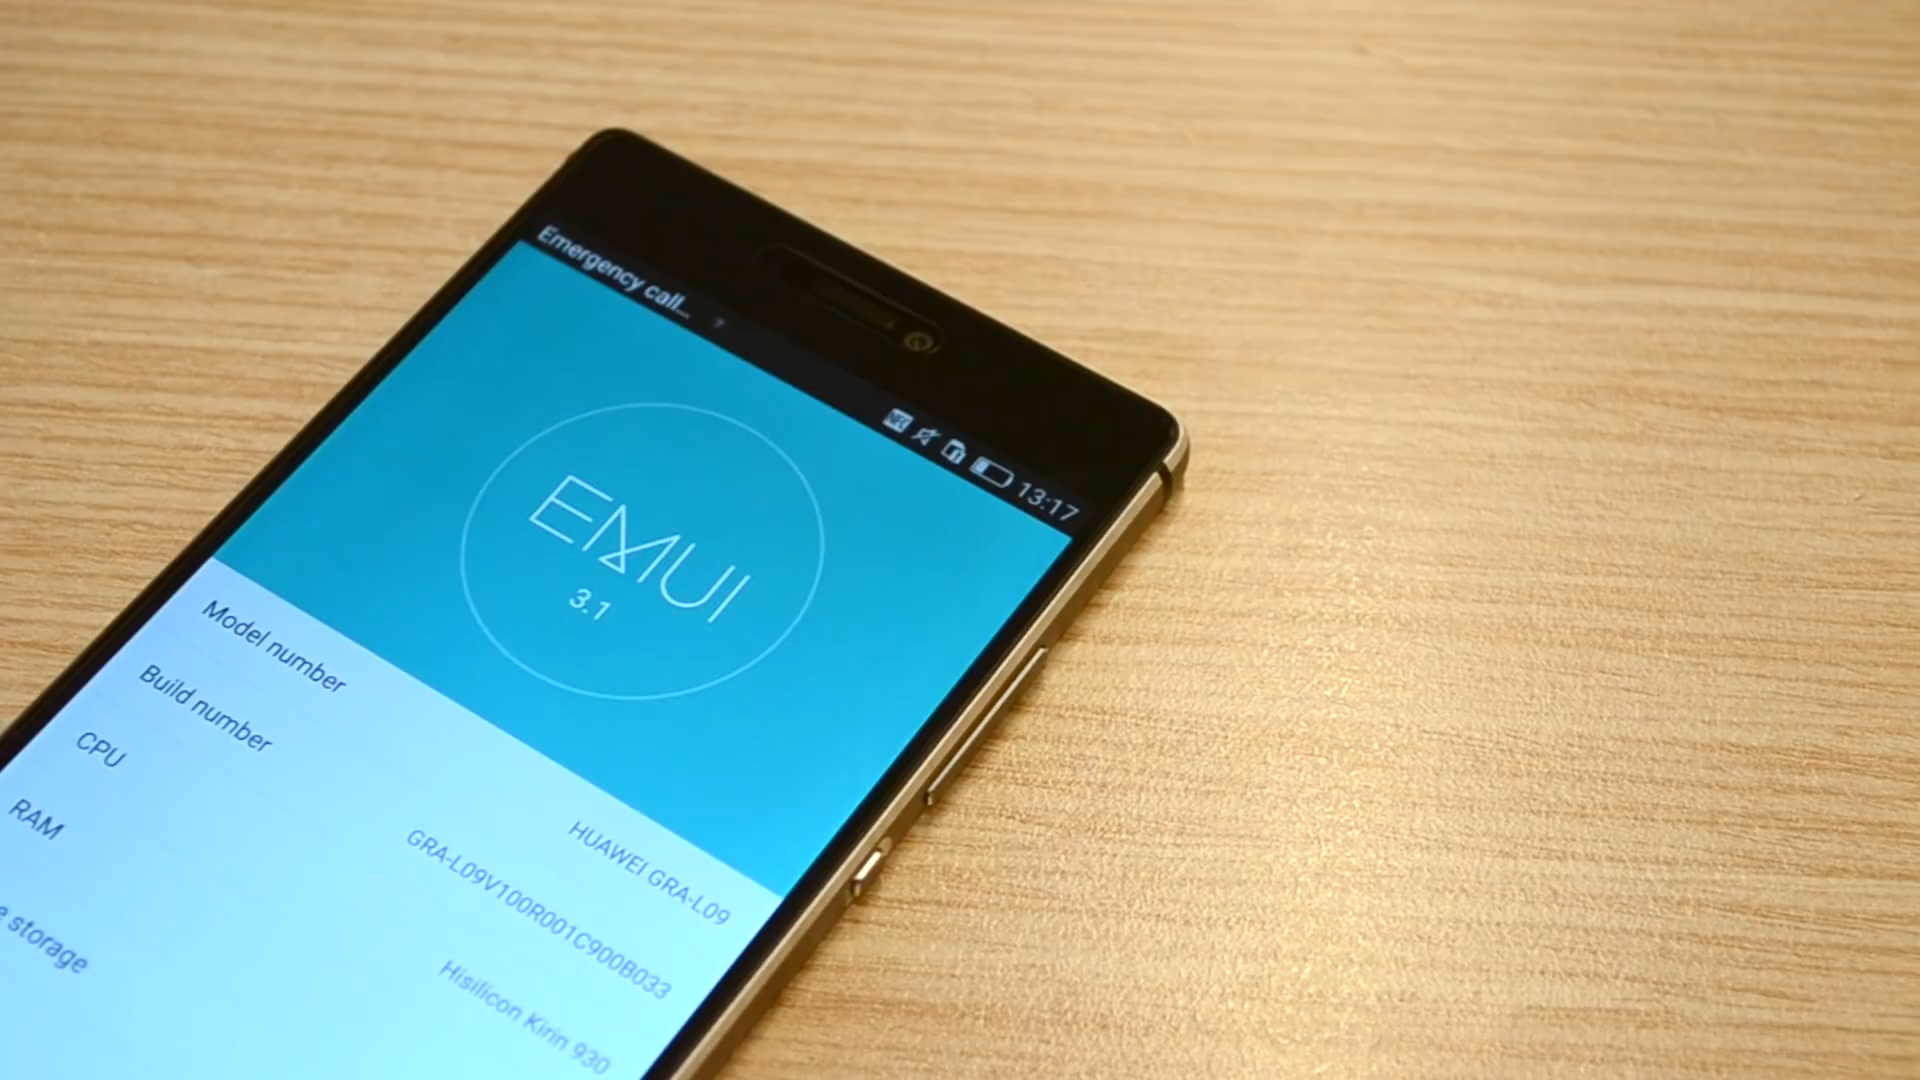 Emergency call...
NFC
13:17
EMUI
3.1
Model number
HUAWEI GRA-L09
Build number
GRA-L09V100R001C900B033
CPU
Hisilicon Kirin 930
RAM
storage